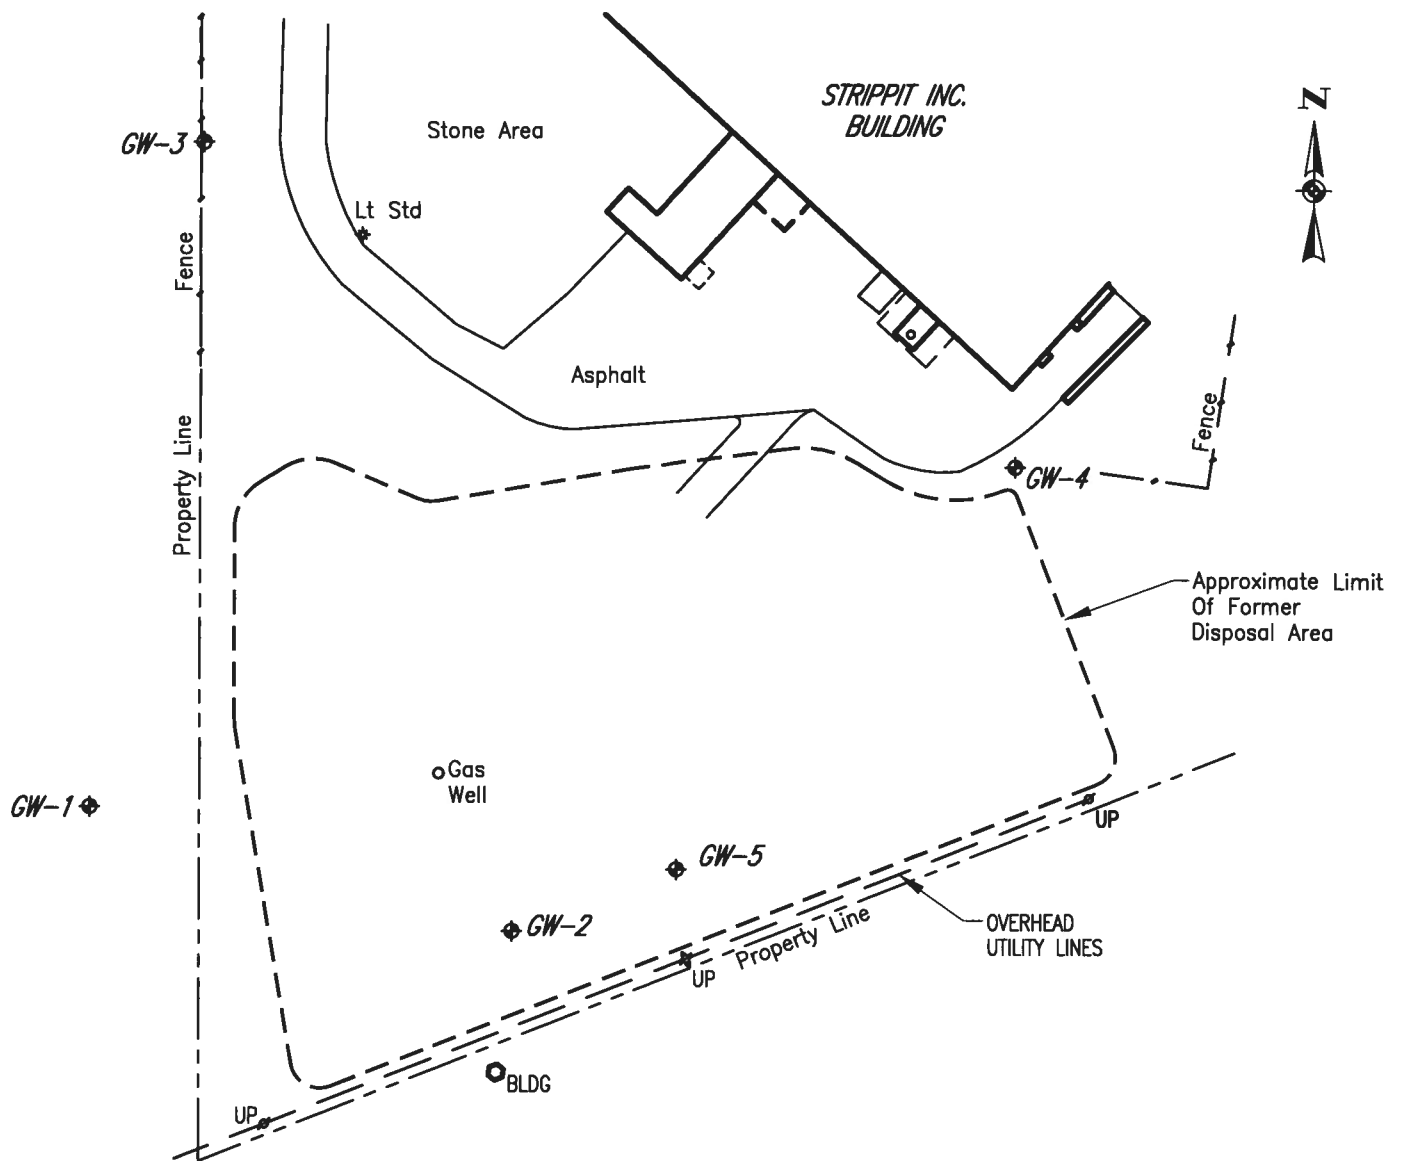 STRIPPIT INC.
BUILDING
N
Stone Area
GW-3
Lt Std
Fence
Asphalt
Fence
Property Line
GW-4
Approximate Limit
Of Former
Disposal Area
Gas
Well
GW-1
UP
GW-5
GW-2
Property Line
OVERHEAD
UTILITY LINES
UP
BLDG
UP